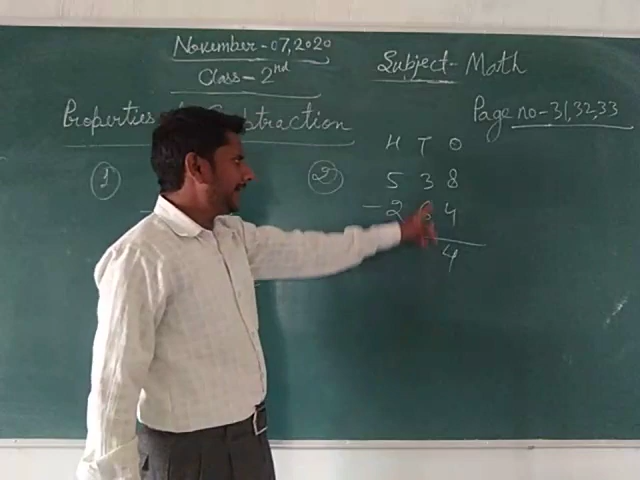 November-07,2020
Class-2nd
Subject-Math
Properties Subtraction
Page no-31,32,33
1
2
H T O
5 3 8
- 2 6 4
4